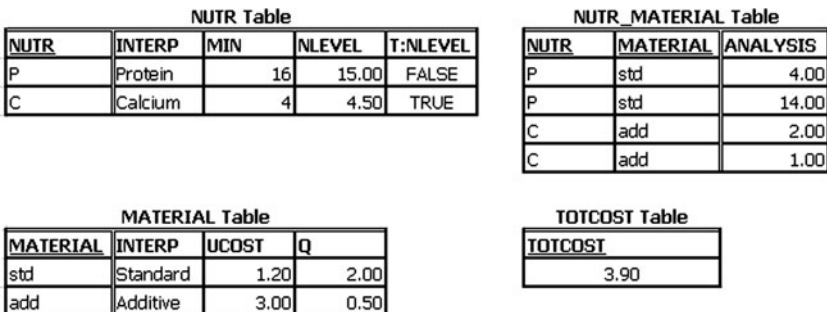 NUTR Table
NUTR INTERP MIN NLEVEL T:NLEVEL
P Protein 16 15.00 FALSE
C Calcium 4 4.50 TRUE
NUTR_MATERIAL Table
NUTR MATERIAL ANALYSIS
P std 4.00
P std 14.00
C add 2.00
C add 1.00
MATERIAL Table
MATERIAL INTERP UCOST Q
std Standard 1.20 2.00
add Additive 3.00 0.50
TOTCOST Table
TOTCOST
3.90